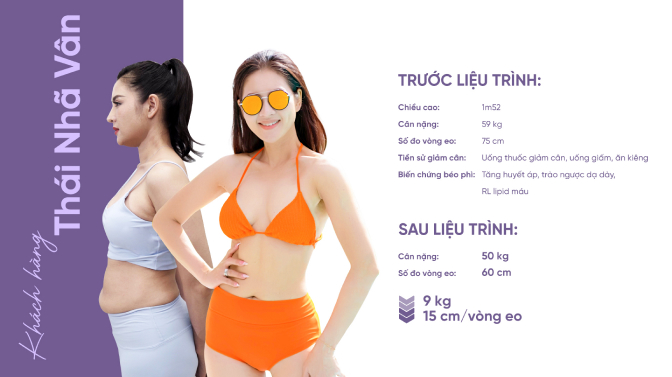 Khách hàng
Thái Nhã Vân
TRƯỚC LIỆU TRÌNH:
Chiều cao: 1m52
Cân nặng: 59 kg
Số đo vòng eo: 75 cm
Tiền sử giảm cân: Uống thuốc giảm cân, uống giấm, ăn kiêng
Biến chứng béo phì: Tăng huyết áp, trào ngược dạ dày,
RL lipid máu
SAU LIỆU TRÌNH:
Cân nặng: 50 kg
Số đo vòng eo: 60 cm
9 kg
15 cm/vòng eo